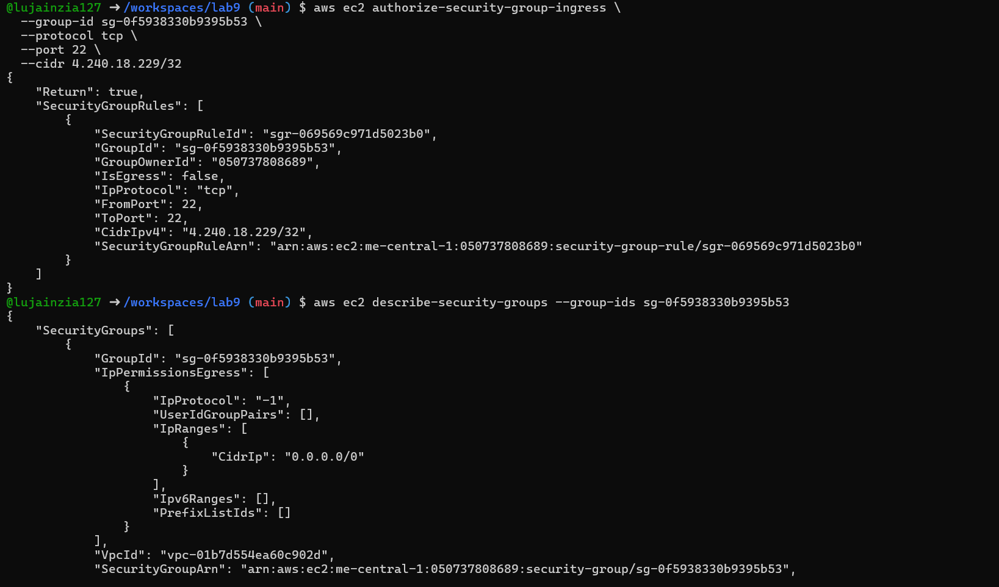 @lujainzia127 ➜ /workspaces/lab9 (main) $ aws ec2 authorize-security-group-ingress \
  --group-id sg-0f5938330b9395b53 \
  --protocol tcp \
  --port 22 \
  --cidr 4.240.18.229/32
{
    "Return": true,
    "SecurityGroupRules": [
        {
            "SecurityGroupRuleId": "sgr-069569c971d5023b0",
            "GroupId": "sg-0f5938330b9395b53",
            "GroupOwnerId": "050737808689",
            "IsEgress": false,
            "IpProtocol": "tcp",
            "FromPort": 22,
            "ToPort": 22,
            "CidrIpv4": "4.240.18.229/32",
            "SecurityGroupRuleArn": "arn:aws:ec2:me-central-1:050737808689:security-group-rule/sgr-069569c971d5023b0"
        }
    ]
}
@lujainzia127 ➜ /workspaces/lab9 (main) $ aws ec2 describe-security-groups --group-ids sg-0f5938330b9395b53
{
    "SecurityGroups": [
        {
            "GroupId": "sg-0f5938330b9395b53",
            "IpPermissionsEgress": [
                {
                    "IpProtocol": "-1",
                    "UserIdGroupPairs": [],
                    "IpRanges": [
                        {
                            "CidrIp": "0.0.0.0/0"
                        }
                    ],
                    "Ipv6Ranges": [],
                    "PrefixListIds": []
                }
            ],
            "VpcId": "vpc-01b7d554ea60c902d",
            "SecurityGroupArn": "arn:aws:ec2:me-central-1:050737808689:security-group/sg-0f5938330b9395b53",